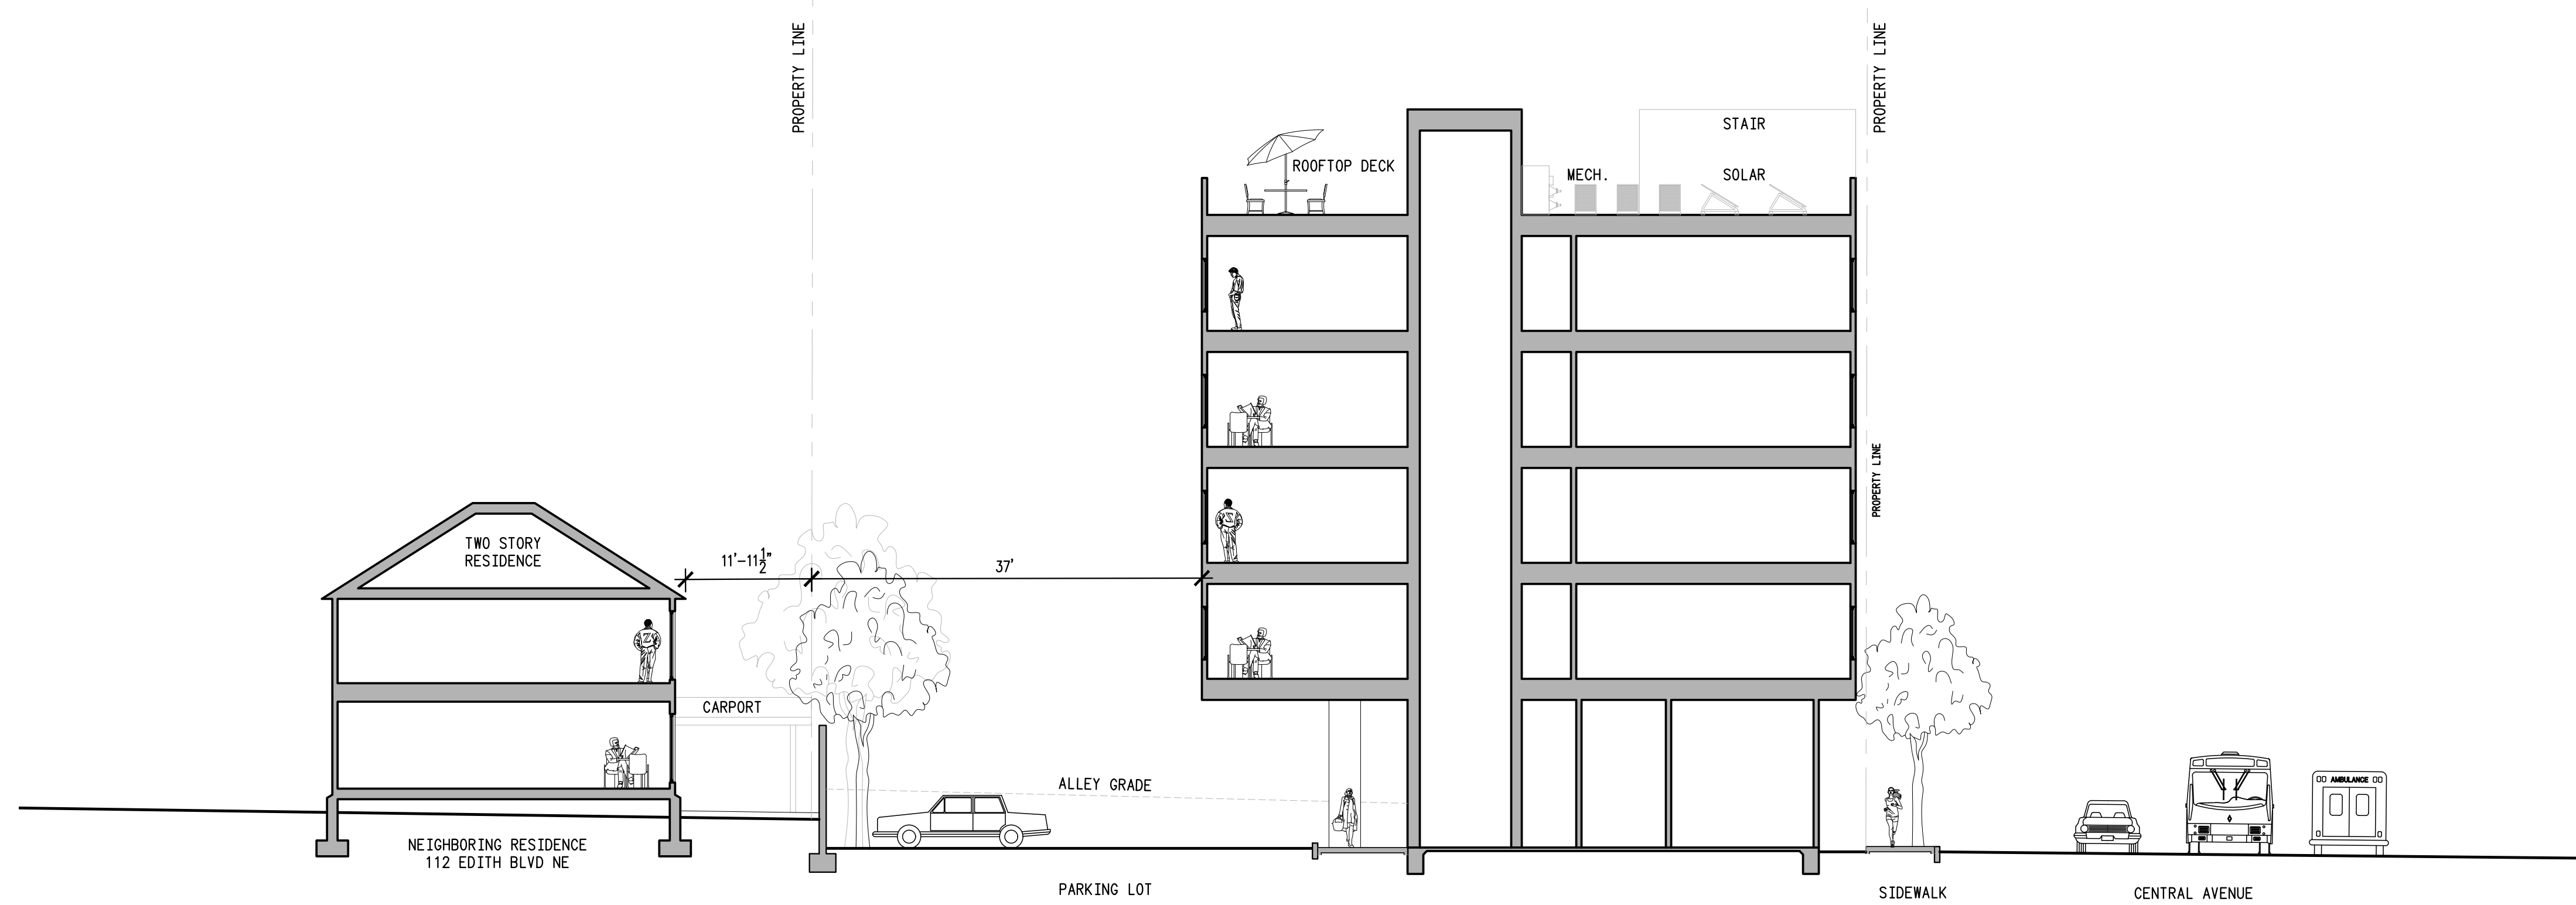 PROPERTY LINE
PROPERTY LINE
STAIR
ROOFTOP DECK
MECH.
SOLAR
PROPERTY LINE
TWO STORY
RESIDENCE
11'-11 1/2"
37'
Z
CARPORT
ALLEY GRADE
AMBULANCE
NEIGHBORING RESIDENCE
112 EDITH BLVD NE
PARKING LOT
SIDEWALK
CENTRAL AVENUE